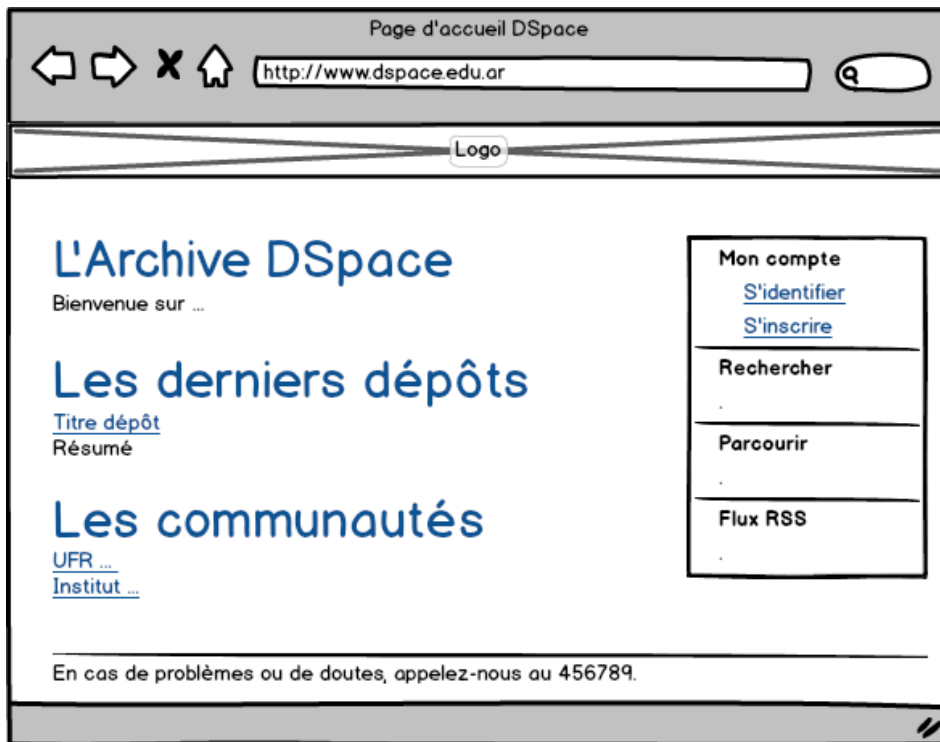 Page d'accueil DSpace
http://www.dspace.edu.ar
Logo
L'Archive DSpace
Bienvenue sur ...
Les derniers dépôts
Titre dépôt
Résumé
Les communautés
UFR ...
Institut ...
Mon compte
S'identifier
S'inscrire
Rechercher
.
Parcourir
.
Flux RSS
.
En cas de problèmes ou de doutes, appelez-nous au 456789.